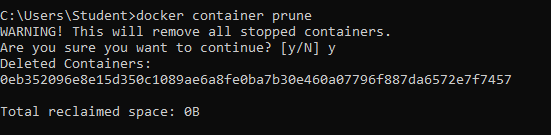 C:\Users\Student>docker container prune
WARNING! This will remove all stopped containers.
Are you sure you want to continue? [y/N] y
Deleted Containers:
0eb352096e8e15d350c1089ae6a8fe0ba7b30e460a07796f887da6572e7f7457
Total reclaimed space: 0B